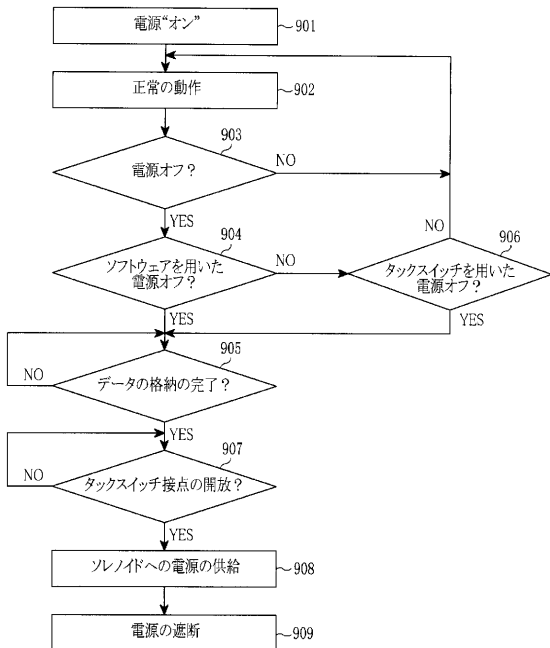 電源“オン”
901
正常の動作
902
903
電源オフ？
NO
YES
904
ソフトウェアを用いた
電源オフ？
NO
YES
906
NO
タックスイッチを用いた
電源オフ？
YES
905
NO
データの格納の完了？
YES
907
NO
タックスイッチ接点の開放？
YES
ソレノイドへの電源の供給
908
電源の遮断
909